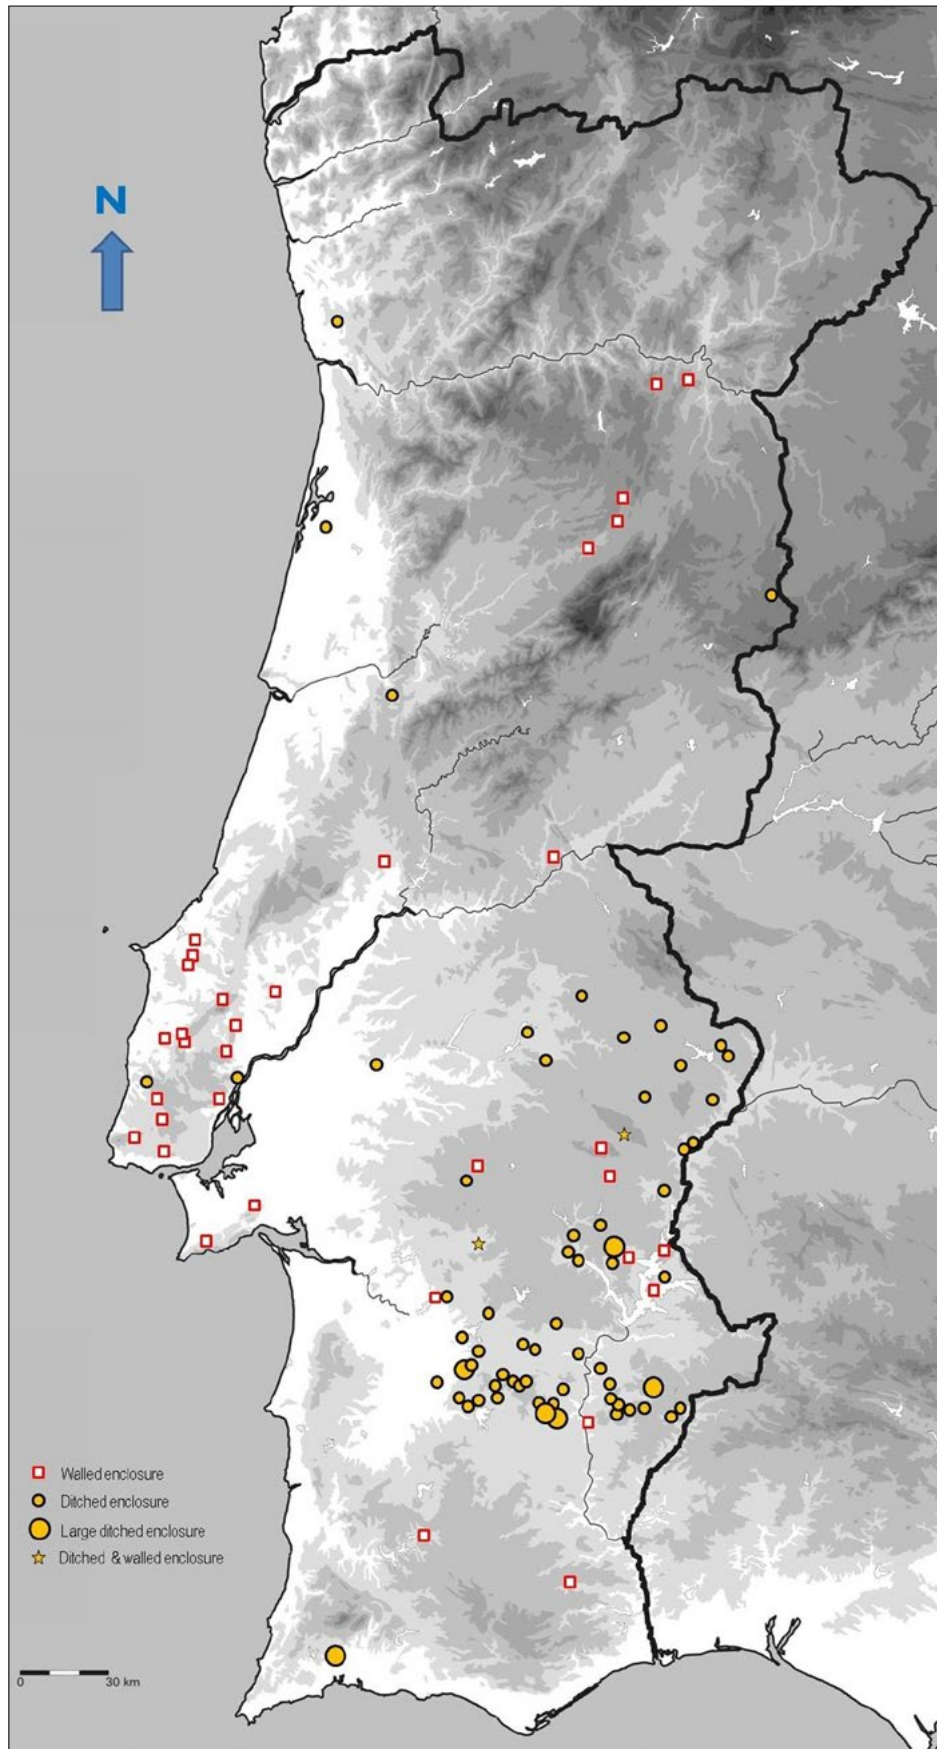 N
Walled enclosure
Ditched enclosure
Large ditched enclosure
Ditched & walled enclosure
0 30 km